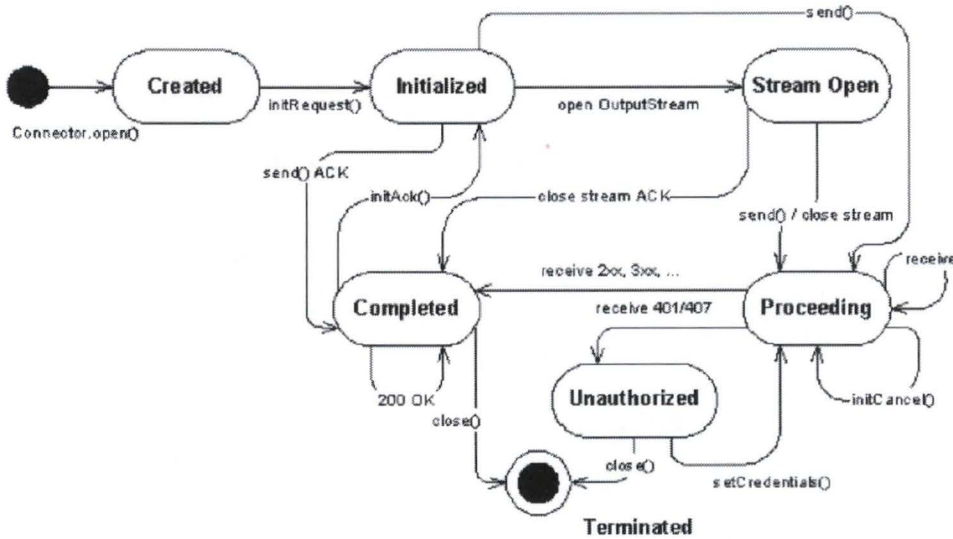 send()
Created
Initialized
Stream Open
initRequest()
open OutputStream
Connector.open()
send() ACK
initAck()
close stream ACK
send() / close stream
receive 2xx, 3xx, ...
receive
Completed
receive 401/407
Proceeding
Unauthorized
200 OK
initCancel()
close()
close()
setCredentials()
Terminated